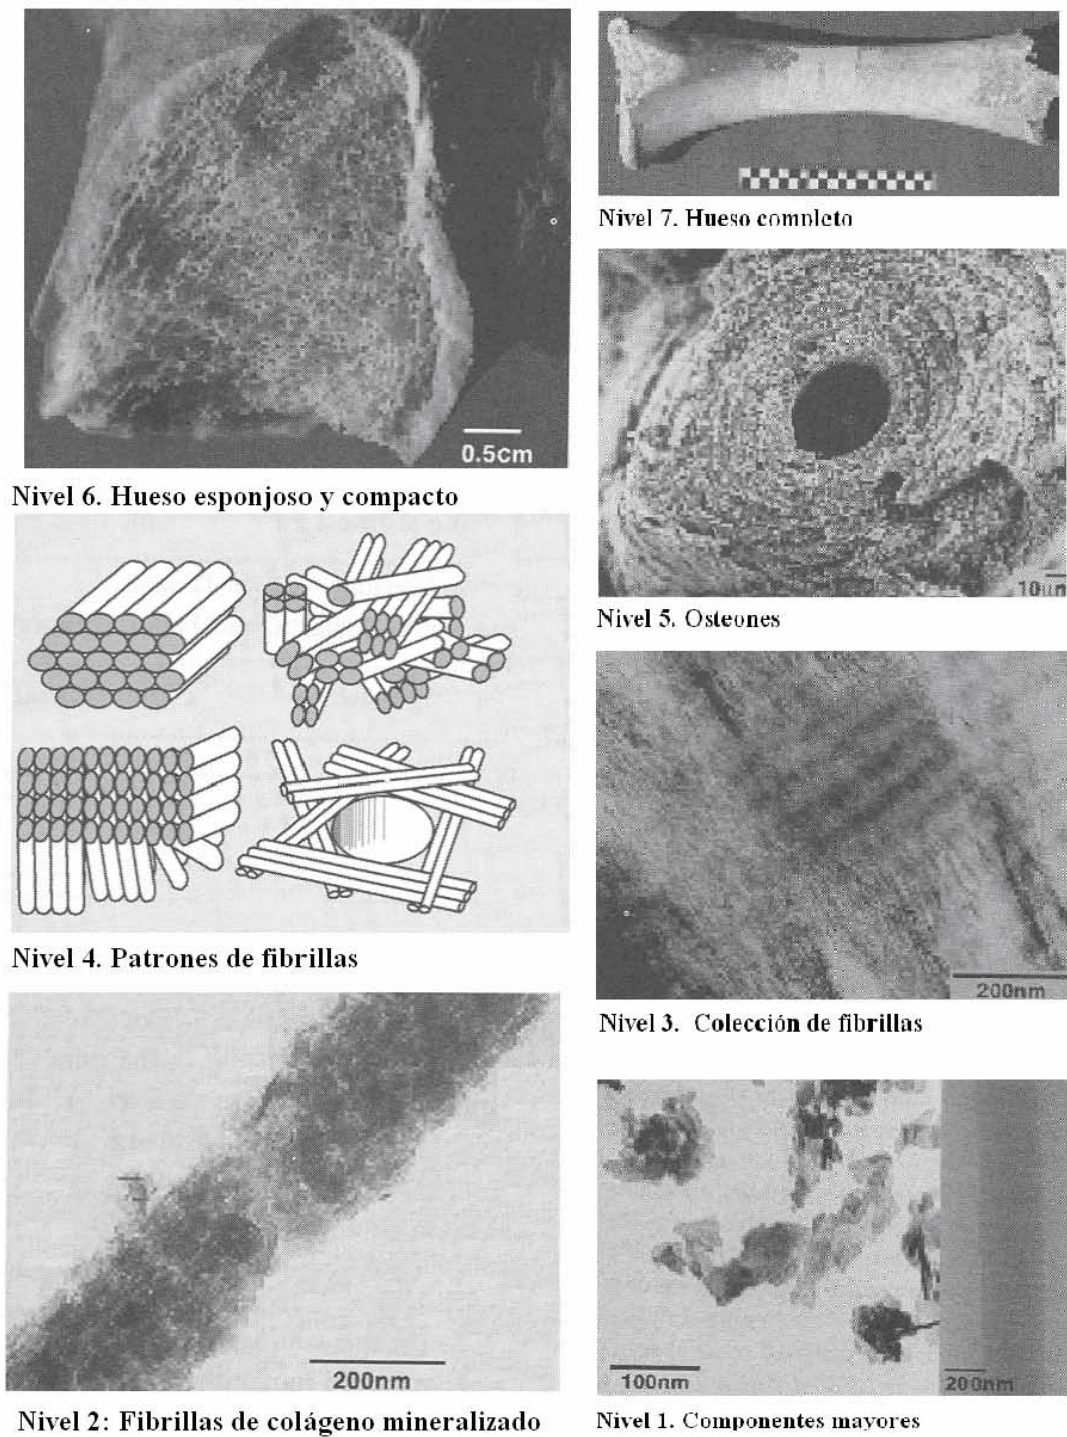 0.5cm
Nivel 6. Hueso esponjoso y compacto
Nivel 7. Hueso completo
10µm
Nivel 5. Osteones
Nivel 4. Patrones de fibrillas
200nm
Nivel 3. Colección de fibrillas
200nm
Nivel 2: Fibrillas de colágeno mineralizado
100nm
200nm
Nivel 1. Componentes mayores